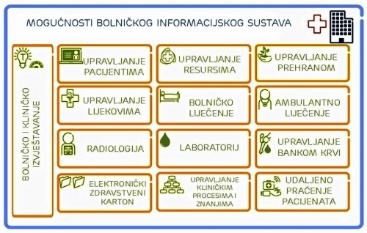 MOGUĆNOSTI BOLNIČKOG INFORMACIJSKOG SUSTAVA
BOLNIČKO I KLINIČKO
IZVJEŠTAVANJE
UPRAVLJANJE
PACIJENTIMA
UPRAVLJANJE
RESURSIMA
UPRAVLJANJE
PREHRANOM
UPRAVLJANJE
LIJEKOVIMA
BOLNIČKO
LIJEČENJE
AMBULANTNO
LIJEČENJE
RADIOLOGIJA
LABORATORIJ
UPRAVLJANJE
BANKOM KRVI
ELEKTRONIČKI
ZDRAVSTVENI
KARTON
UPRAVLJANJE
KLINIČKIM
PROCESIMA I
ZNANJIMA
UDALJENO
PRAĆENJE
PACIJENATA